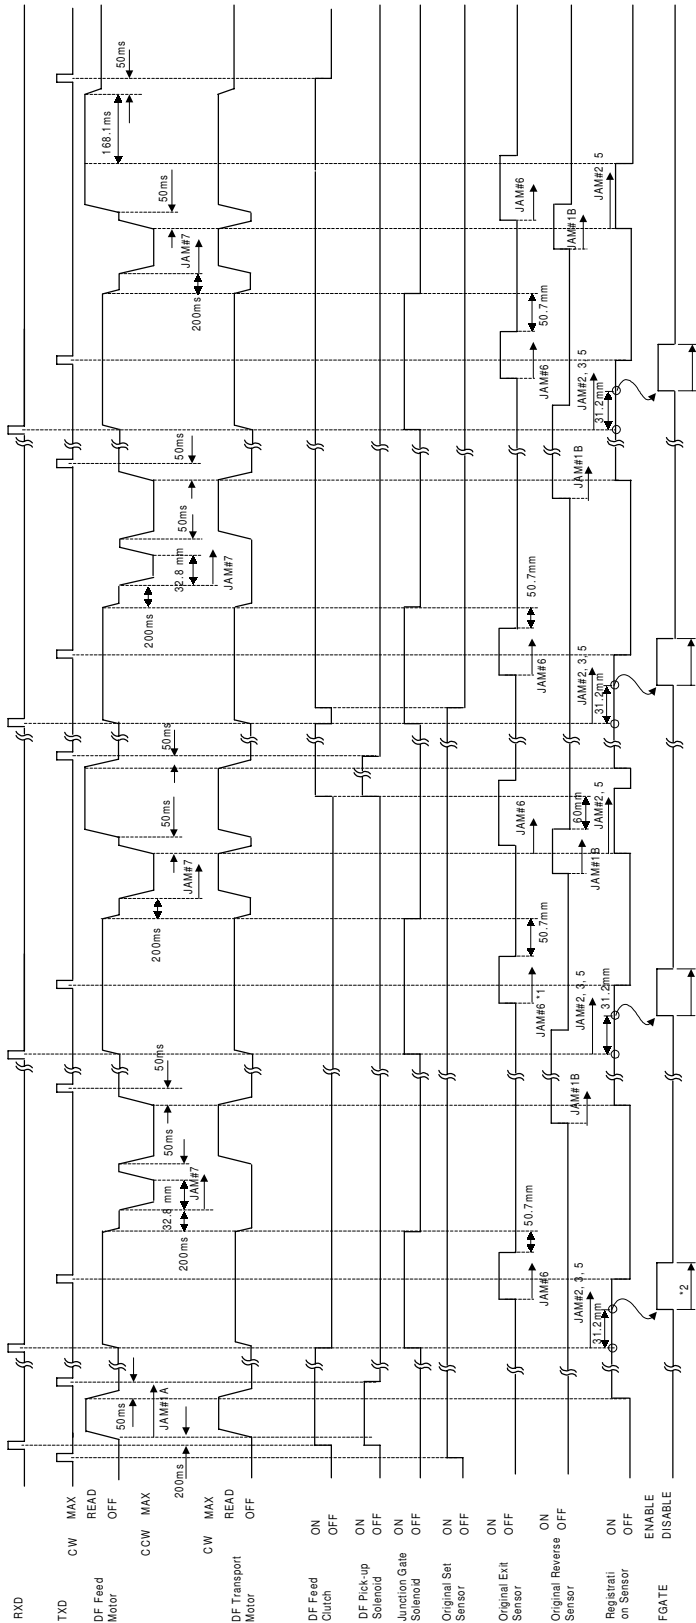 RXD
TXD
CW MAX
READ
OFF
DF Feed
Motor
CCW MAX
CW MAX
READ
OFF
DF Transport
Motor
ON
OFF
DF Feed
Clutch
ON
OFF
DF Pick-up
Solenoid
ON
OFF
Junction Gate
Solenoid
ON
OFF
Original Set
Sensor
ON
OFF
Original Exit
Sensor
ON
OFF
Original Reverse
Sensor
ON
OFF
Registrati
on Sensor
ENABLE
DISABLE
FGATE
200ms
50ms
JAM#1A
200ms
32.8 mm
JAM#7
50ms
50ms
50.7mm
JAM#6
JAM#2, 3, 5
31.2mm
*2
JAM#1B
200ms
JAM#7
50ms
50ms
50.7mm
JAM#6 *1
JAM#2, 3, 5
31.2mm
JAM#6
JAM#1B
60mm
JAM#2, 5
200ms
32.8 mm
JAM#7
50ms
50ms
50.7mm
JAM#6
JAM#2, 3, 5
31.2mm
JAM#1B
200ms
JAM#7
50ms
168.1ms
50ms
50.7mm
JAM#6
JAM#2, 3, 5
31.2mm
JAM#6
JAM#1B
JAM#2, 5